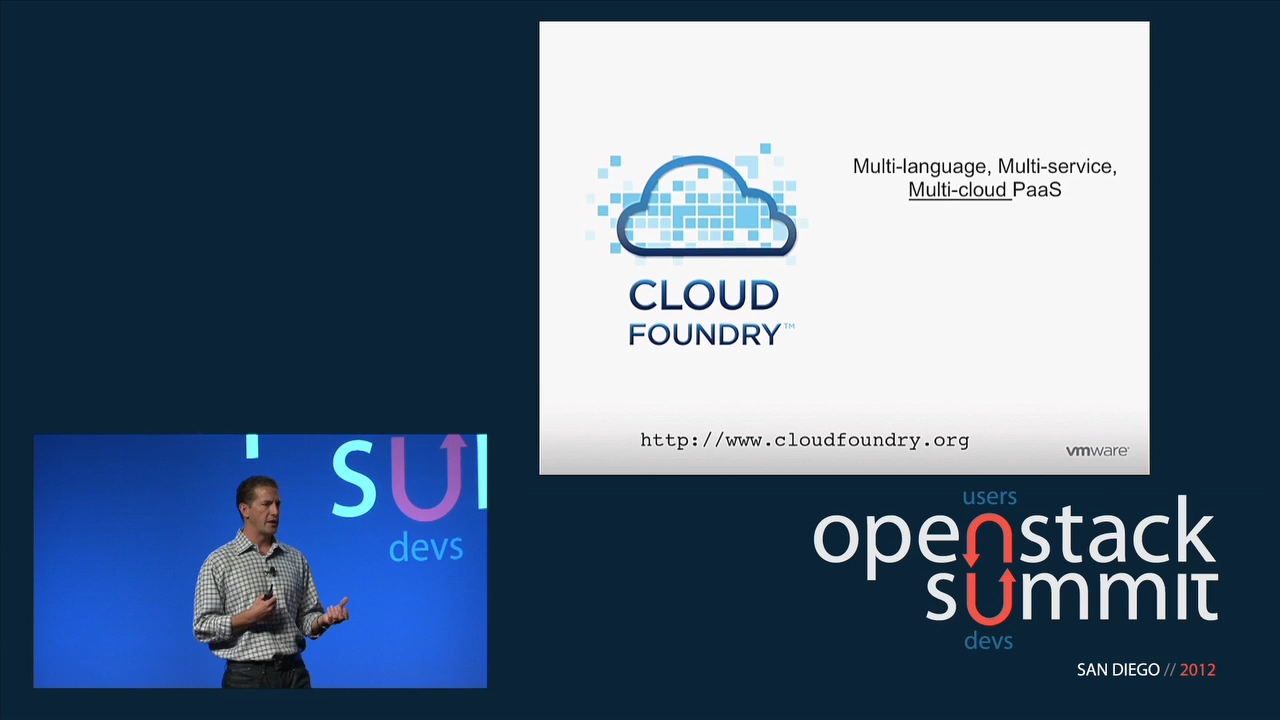 Multi-language, Multi-service,
Multi-cloud PaaS
CLOUD
FOUNDRY™
http://www.cloudfoundry.org
vmware®
su
devs
users
openstack
summit
devs
SAN DIEGO // 2012